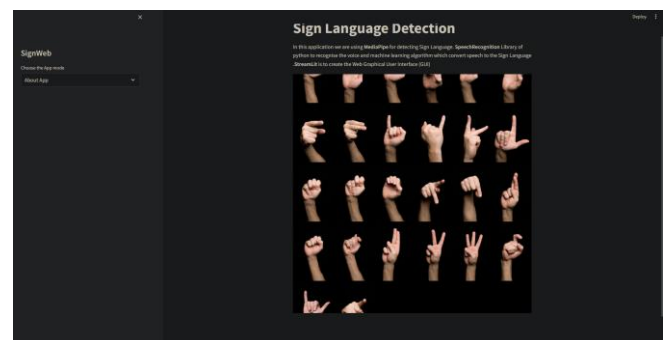 Deploy
SignWeb
Choose the App mode
About App
Sign Language Detection
In this application we are using MediaPipe for detecting Sign Language. SpeechRecognition Library of
python to recognise the voice and machine learning algorithm which convert speech to the Sign Language
.StreamLit is to create the Web Graphical User Interface (GUI)